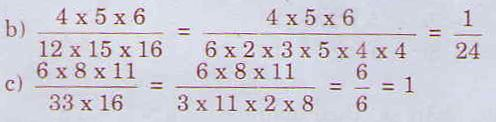 b) 4 x 5 x 6 / 12 x 15 x 16 = 4 x 5 x 6 / 6 x 2 x 3 x 5 x 4 x 4 = 1 / 24
c) 6 x 8 x 11 / 33 x 16 = 6 x 8 x 11 / 3 x 11 x 2 x 8 = 6 / 6 = 1